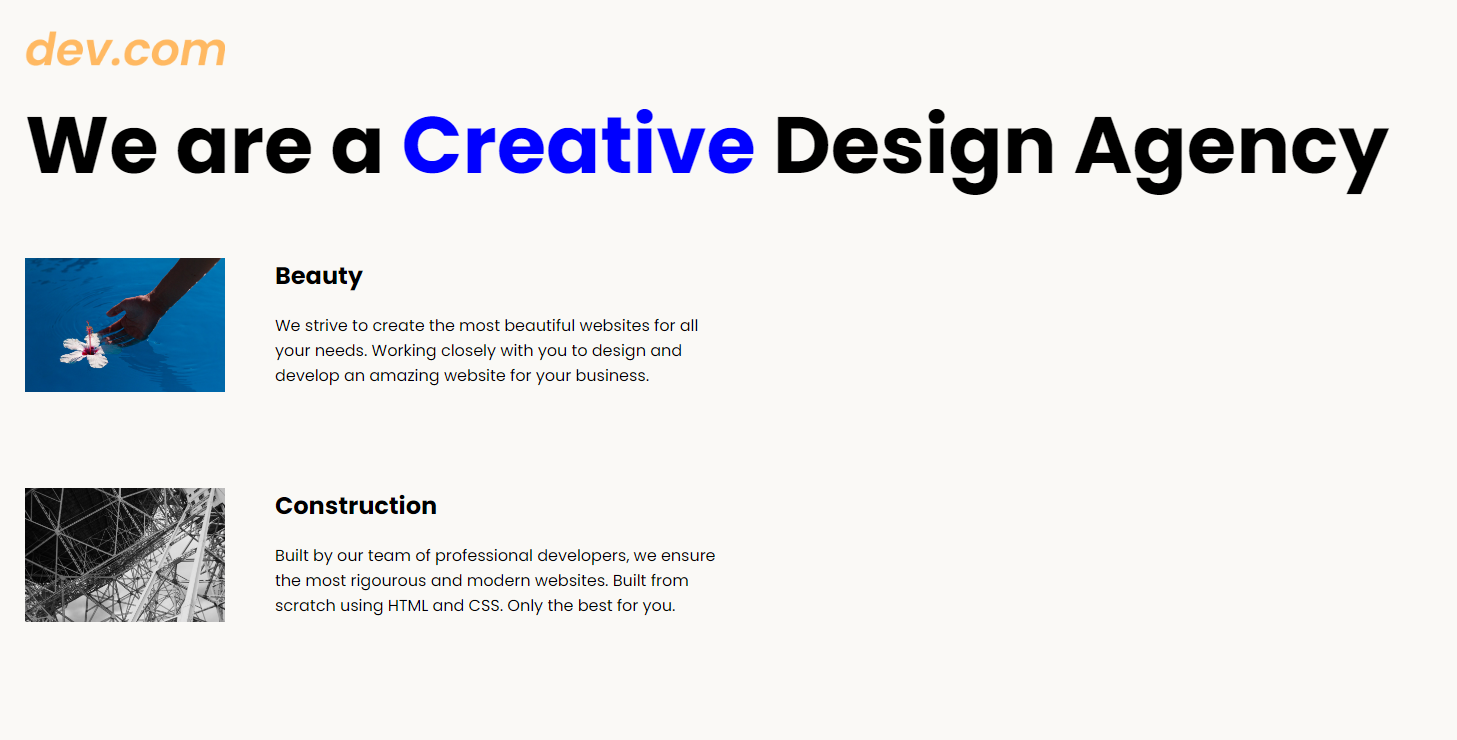 dev.com
We are a Creative Design Agency
Beauty
We strive to create the most beautiful websites for all
your needs. Working closely with you to design and
develop an amazing website for your business.
Construction
Built by our team of professional developers, we ensure
the most rigourous and modern websites. Built from
scratch using HTML and CSS. Only the best for you.